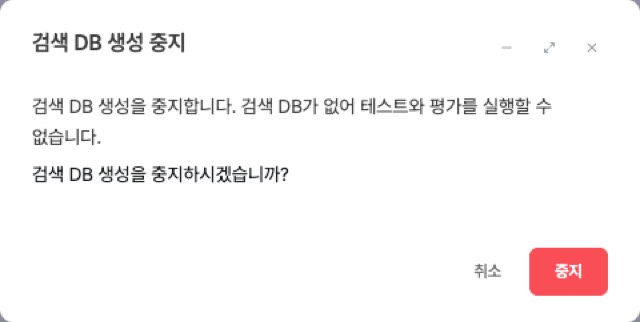 검색 DB 생성 중지
검색 DB 생성을 중지합니다. 검색 DB가 없어 테스트와 평가를 실행할 수
없습니다.
검색 DB 생성을 중지하시겠습니까?
취소
중지